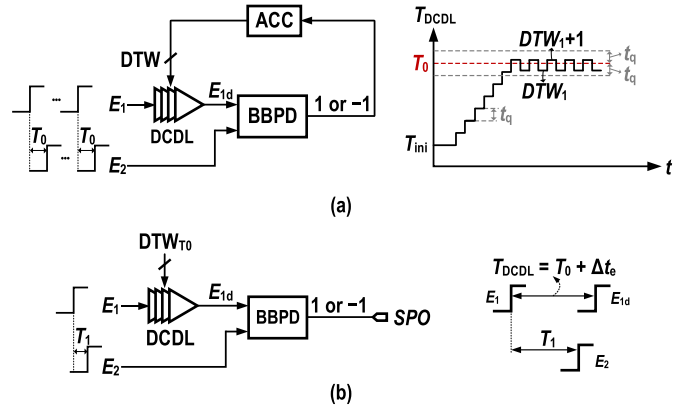 ACC
DTW
E1
E1d
DCDL
BBPD
1 or −1
E2
T0
...
T0
...
...
TDCDL
DTW1+1
T0
tq
tq
DTW1
tq
Tini
t
(a)
DTWT0
E1
E1d
DCDL
BBPD
1 or −1
SPO
T1
E2
TDCDL = T0 + Δte
E1
E1d
T1
E2
(b)